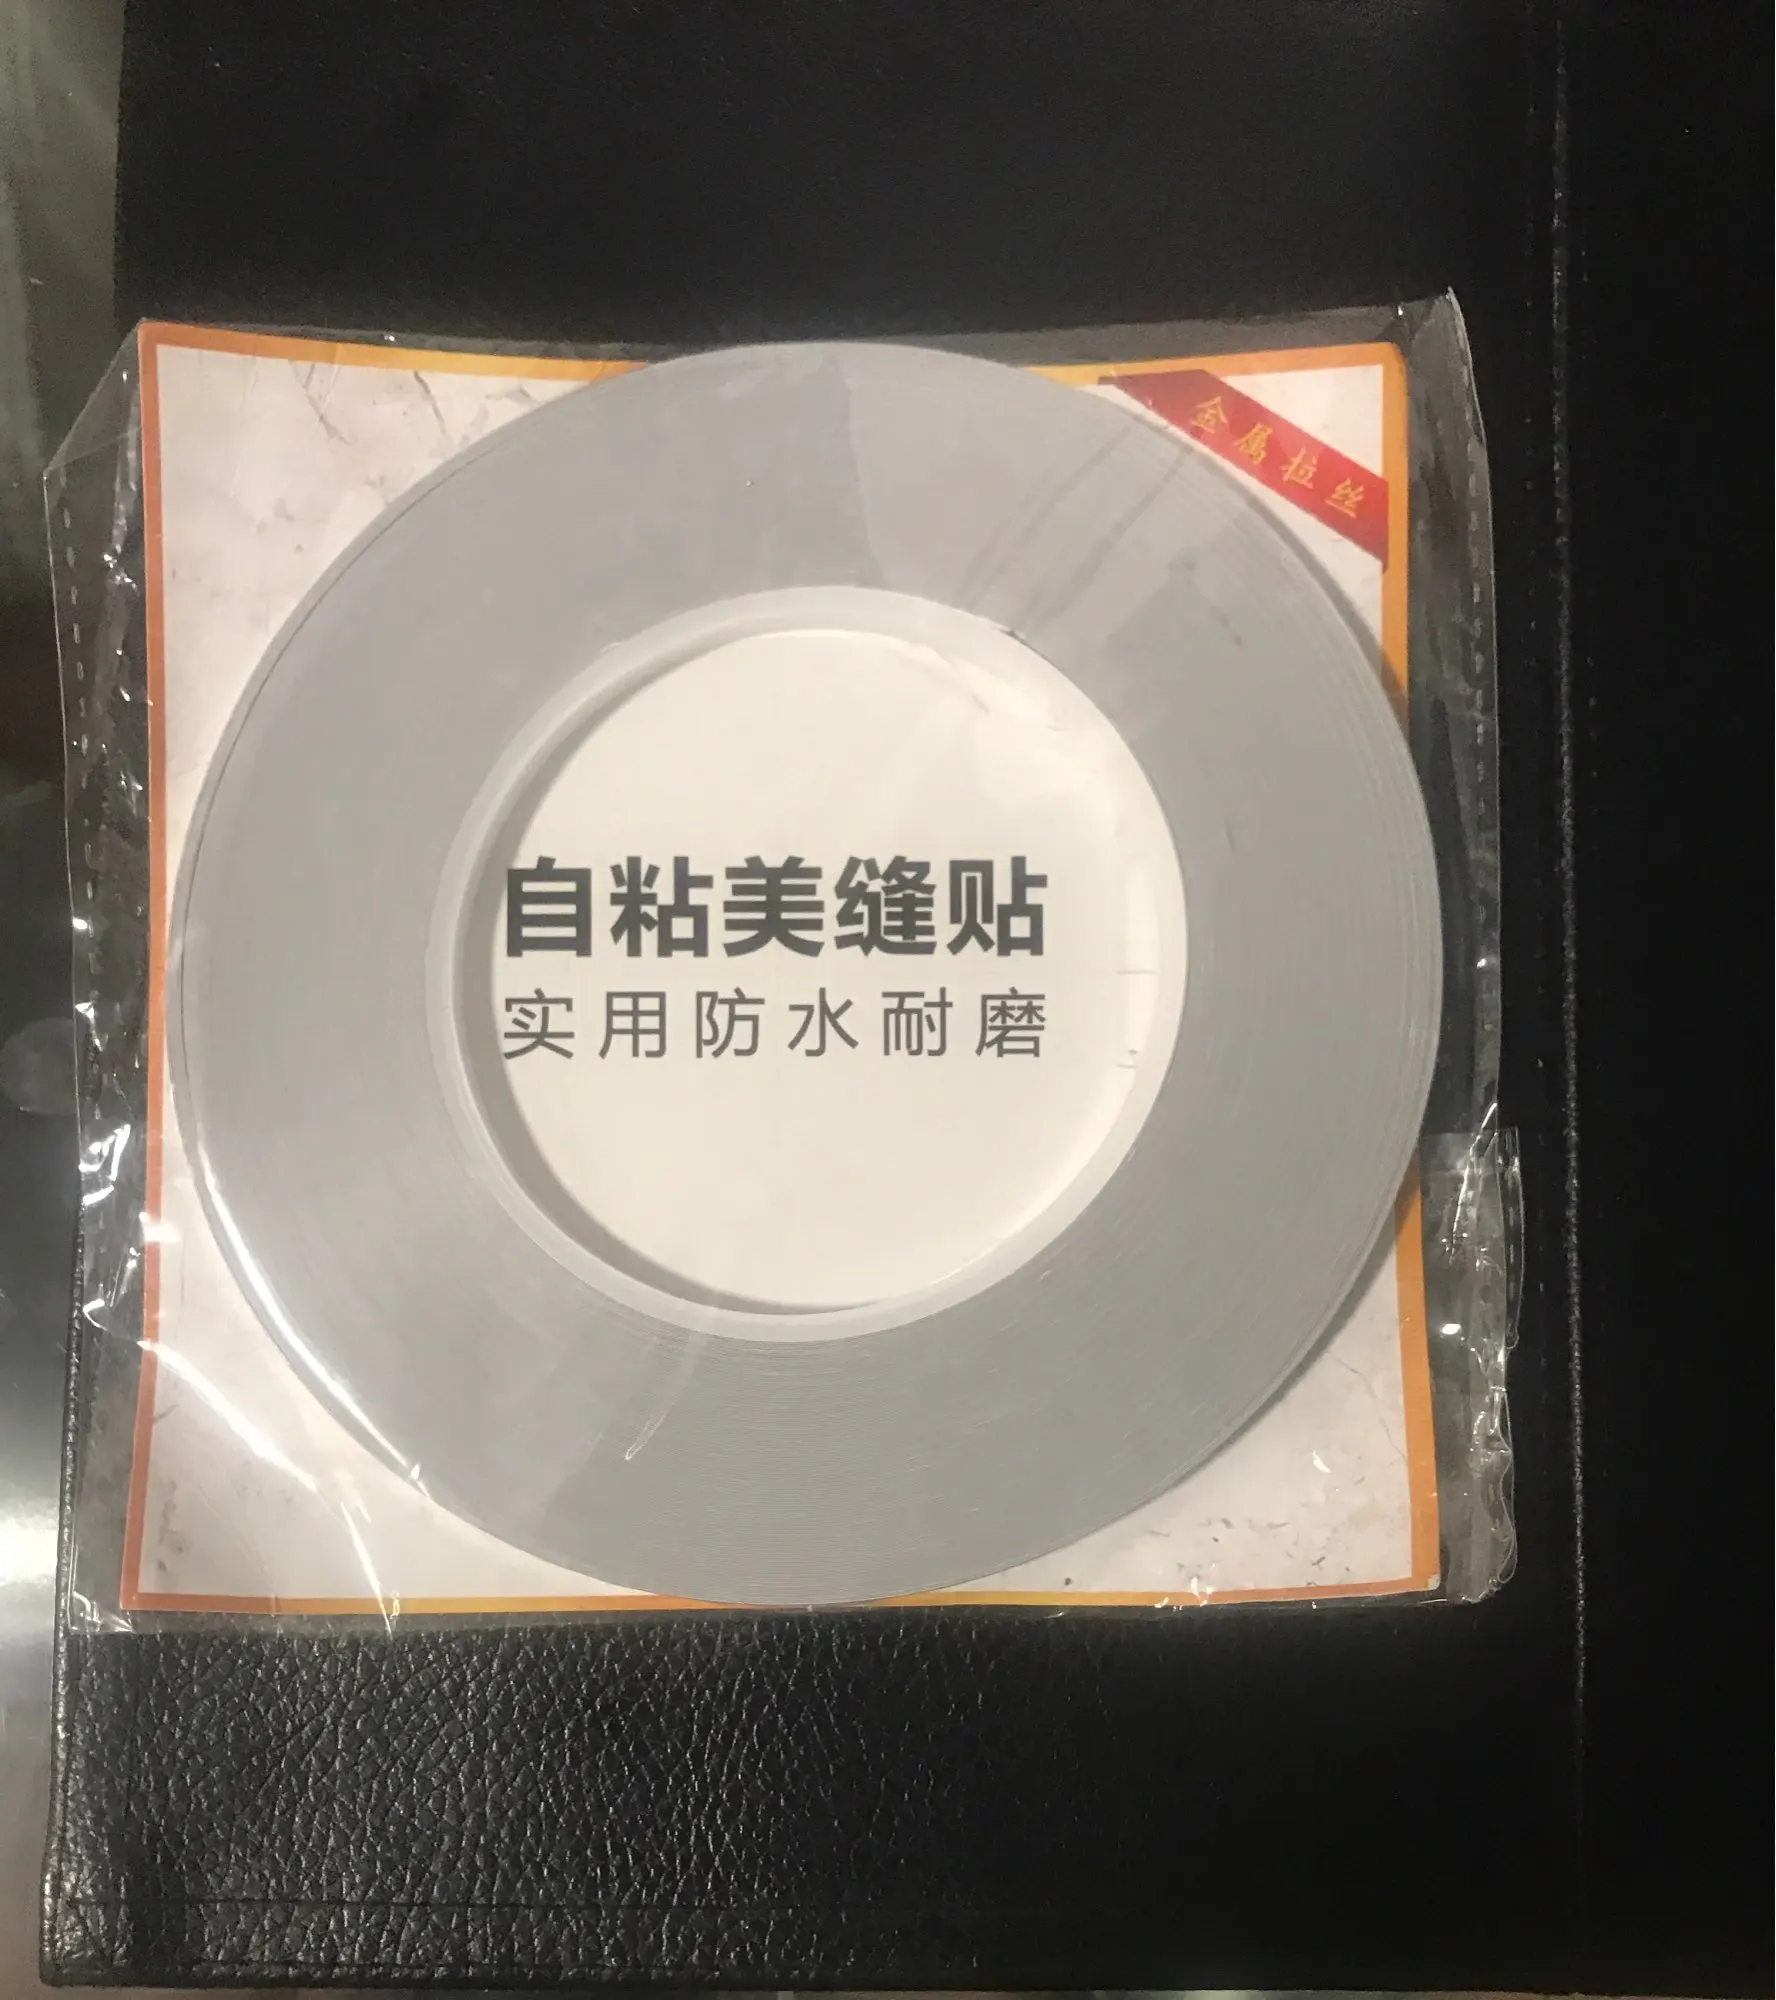 金属拉丝
自粘美缝贴
实用防水耐磨